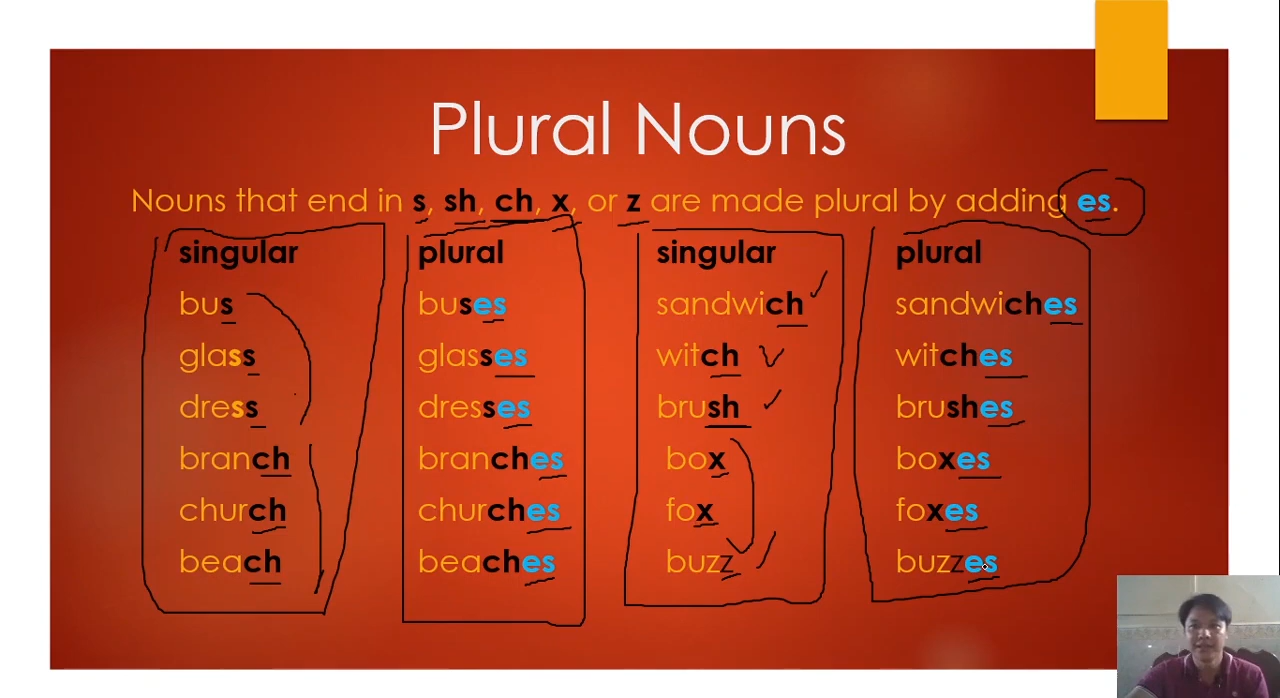 Plural Nouns
Nouns that end in s, sh, ch, x, or z are made plural by adding es.
singular plural singular plural
bus buses sandwich sandwiches
glass glasses witch witches
dress dresses brush brushes
branch branches box boxes
church churches fox foxes
beach beaches buzz buzzes